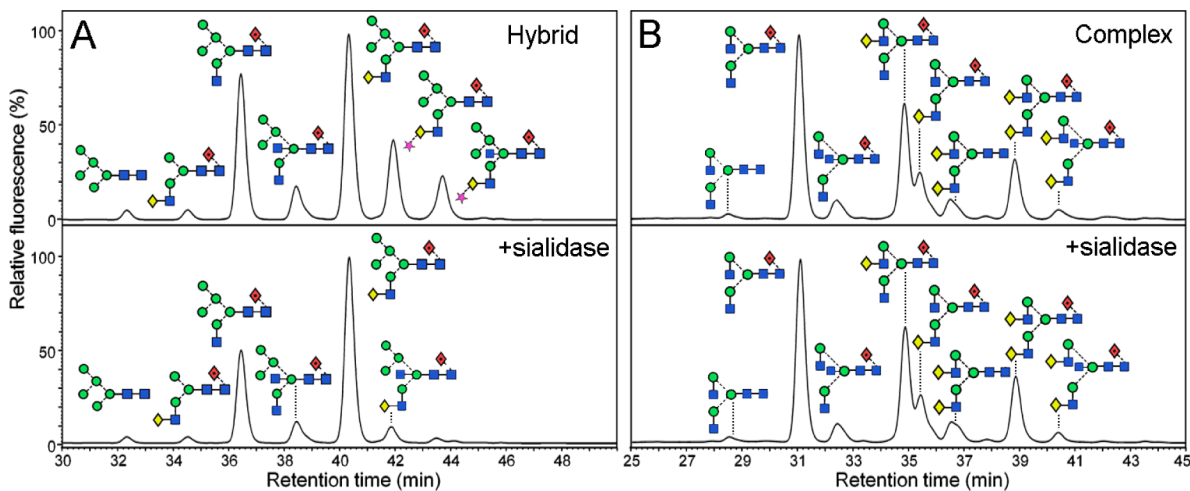 A
Hybrid
100
50
0
+sialidase
100
50
0
30 32 34 36 38 40 42 44 46 48
Retention time (min)
Relative fluorescence (%)
B
Complex
+sialidase
25 27 29 31 33 35 37 39 41 43 45
Retention time (min)